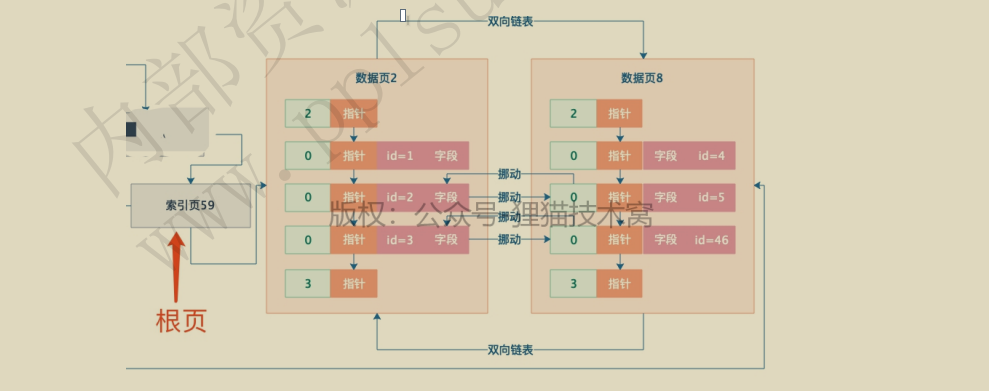 双向链表
数据页2
数据页8
2 指针
2 指针
0 指针 id=1 字段
0 指针 字段 id=4
挪动
0 指针 id=2 字段
挪动
0 指针 字段 id=5
索引页59
挪动
版权：公众号 狸猫技术窝
0 指针 id=3 字段
挪动
0 指针 字段 id=46
3 指针
3 指针
根页
双向链表
内部资